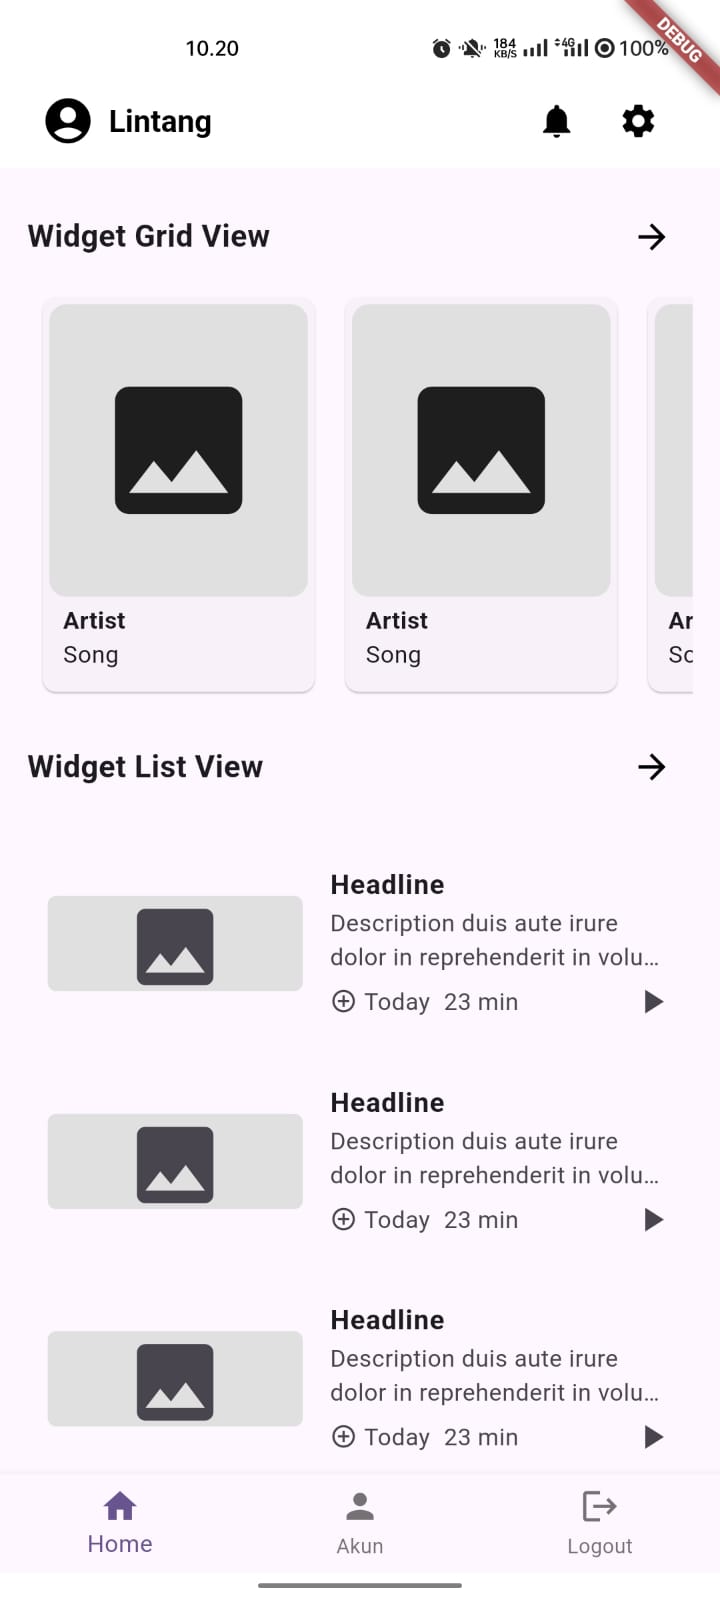 10.20
184
KB/S
4G
100%
DEBUG
Lintang
Widget Grid View
Artist
Song
Artist
Song
Ar
Sc
Widget List View
Headline
Description duis aute irure
dolor in reprehenderit in volu...
Today 23 min
Headline
Description duis aute irure
dolor in reprehenderit in volu...
Today 23 min
Headline
Description duis aute irure
dolor in reprehenderit in volu...
Today 23 min
Home
Akun
Logout